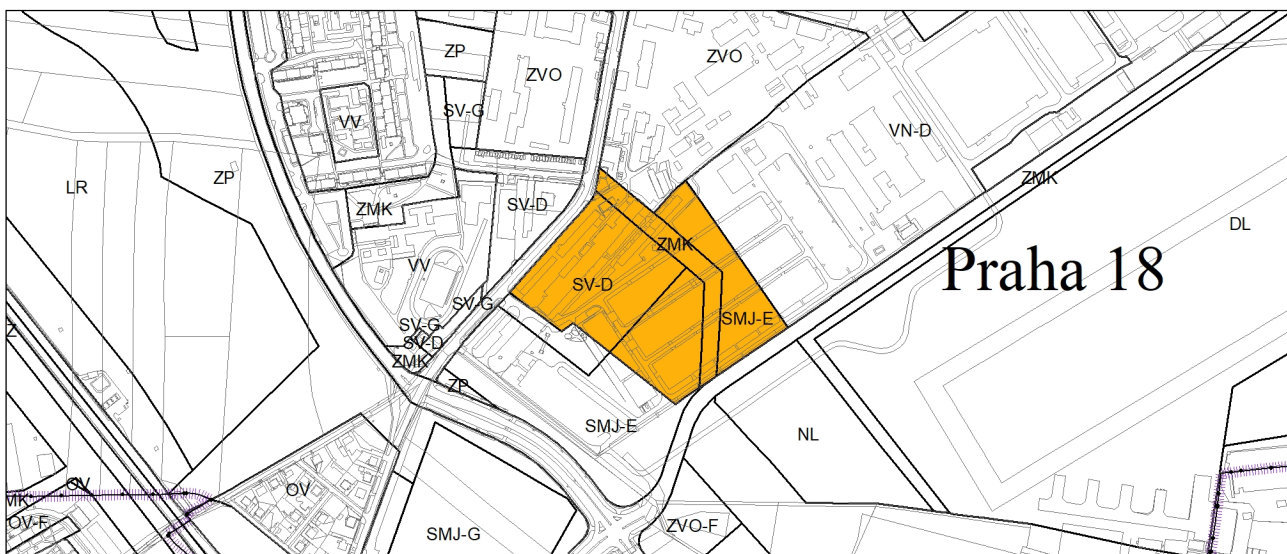 ZP
ZVO
ZVO
SV-G
VV
VN-D
LR
ZP
ZMK
ZMK
SV-D
DL
ZMK
Praha 18
VV
SV-D
SV-G
SMJ-E
SV-G
SV-D
Z
ZMK
ZP
SMJ-E
NL
OV
OV
MK
OV-F
SMJ-G
ZVO-F